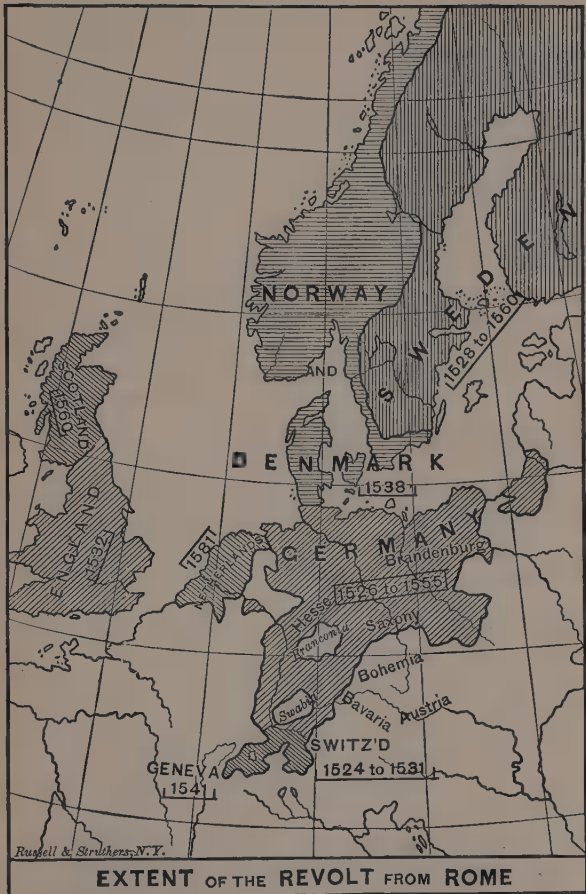 NORWAY
AND
DENMARK
1538
SWEDEN
1528 to 1560
SCOTLAND
1560
ENGLAND
1532
1581
NETHERLANDS
GERMANY
Brandenburg
1526 to 1555
Hesse
Saxony
Franconia
Bohemia
Swabia
Bavaria
Austria
SWITZ'D
1524 to 1531
GENEVA
1541
Russell & Struthers, N.Y.
EXTENT OF THE REVOLT FROM ROME